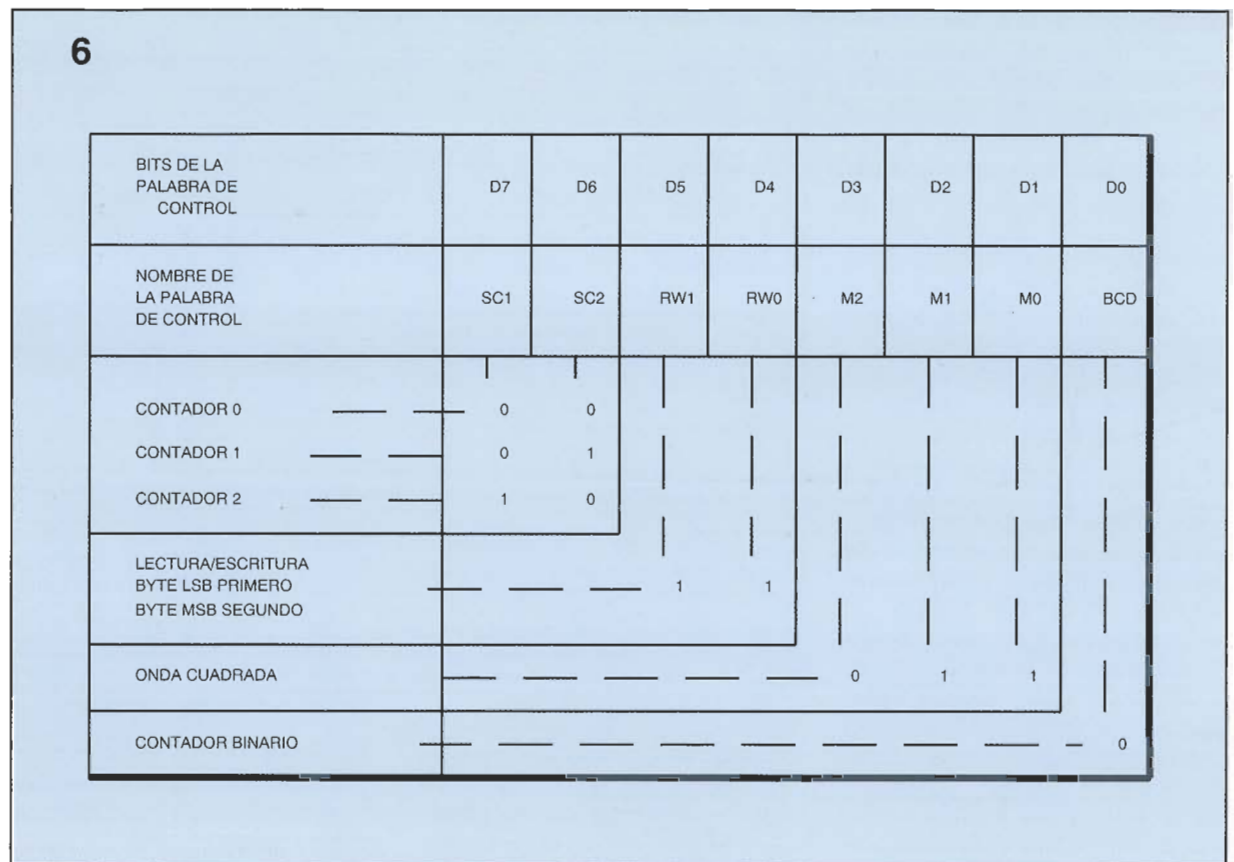 6
BITS DE LA
PALABRA DE
CONTROL
D7 D6 D5 D4 D3 D2 D1 D0
NOMBRE DE
LA PALABRA
DE CONTROL
SC1 SC2 RW1 RW0 M2 M1 M0 BCD
CONTADOR 0 0 0
CONTADOR 1 0 1
CONTADOR 2 1 0
LECTURA/ESCRITURA
BYTE LSB PRIMERO 1 1
BYTE MSB SEGUNDO
ONDA CUADRADA 0 1 1
CONTADOR BINARIO 0